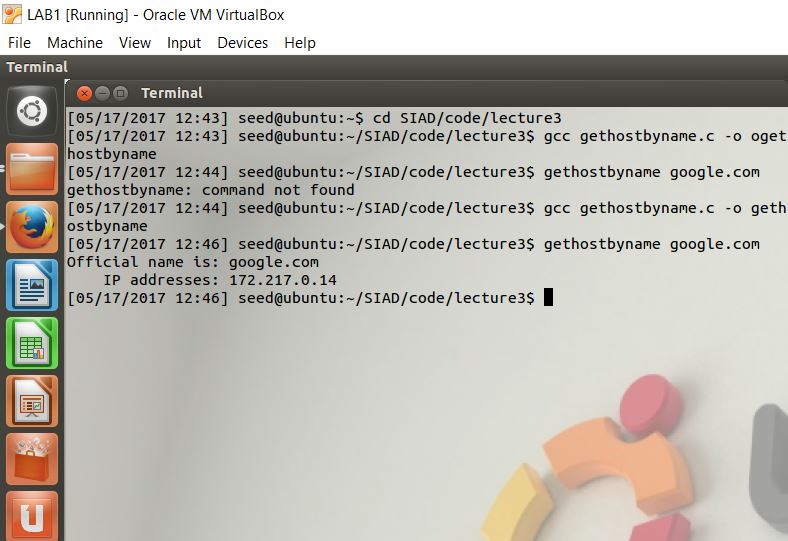 LAB1 [Running] - Oracle VM VirtualBox
File Machine View Input Devices Help
Terminal
Terminal
[05/17/2017 12:43] seed@ubuntu:~$ cd SIAD/code/lecture3
[05/17/2017 12:43] seed@ubuntu:~/SIAD/code/lecture3$ gcc gethostbyname.c -o oget
hostbyname
[05/17/2017 12:44] seed@ubuntu:~/SIAD/code/lecture3$ gethostbyname google.com
gethostbyname: command not found
[05/17/2017 12:44] seed@ubuntu:~/SIAD/code/lecture3$ gcc gethostbyname.c -o geth
ostbyname
[05/17/2017 12:46] seed@ubuntu:~/SIAD/code/lecture3$ gethostbyname google.com
Official name is: google.com
    IP addresses: 172.217.0.14
[05/17/2017 12:46] seed@ubuntu:~/SIAD/code/lecture3$